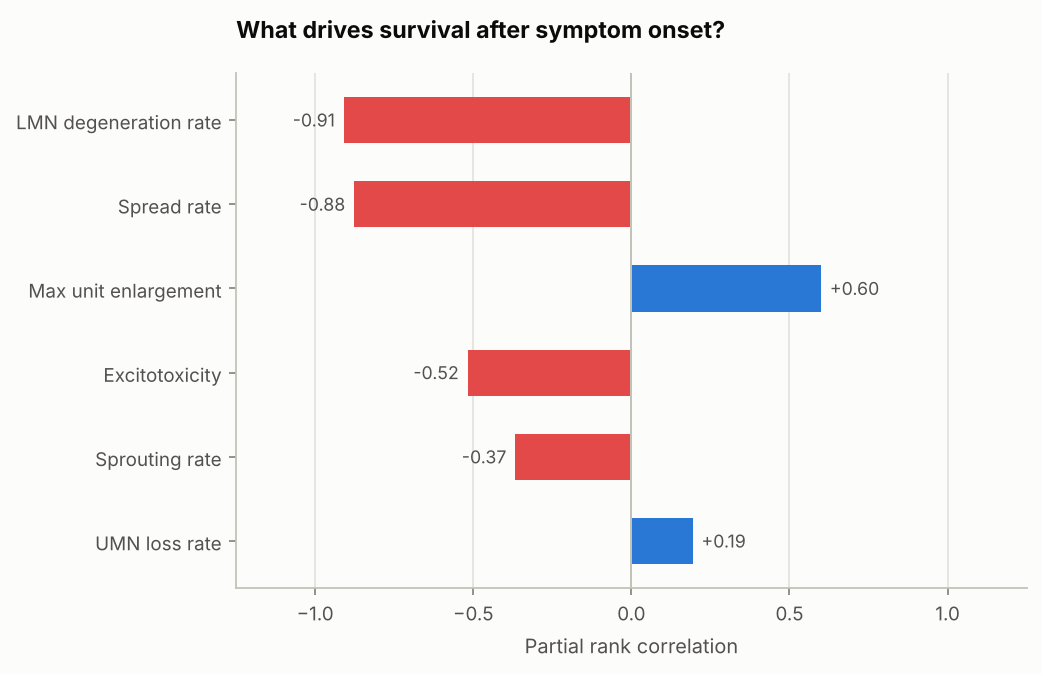 What drives survival after symptom onset?
LMN degeneration rate
-0.91
Spread rate
-0.88
Max unit enlargement
+0.60
Excitotoxicity
-0.52
Sprouting rate
-0.37
UMN loss rate
+0.19
−1.0 −0.5 0.0 0.5 1.0
Partial rank correlation